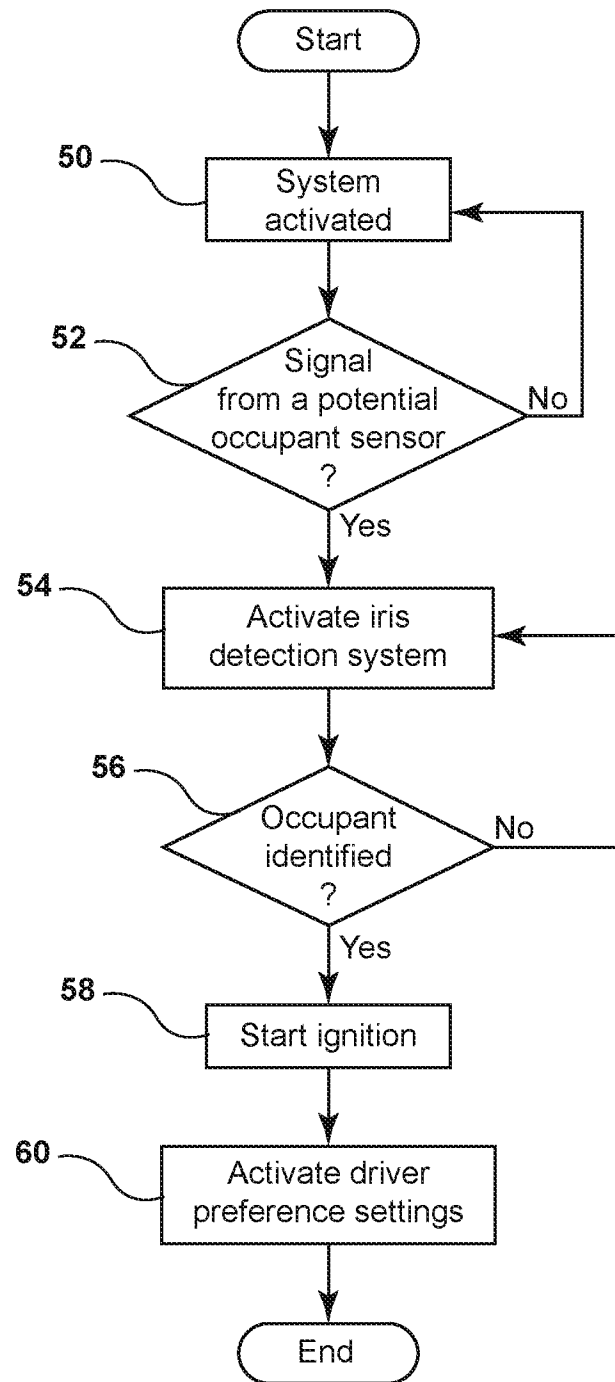 Start
50
System
activated
52
Signal
from a potential
occupant sensor
?
No
Yes
54
Activate iris
detection system
56
Occupant
identified
?
No
Yes
58
Start ignition
60
Activate driver
preference settings
End